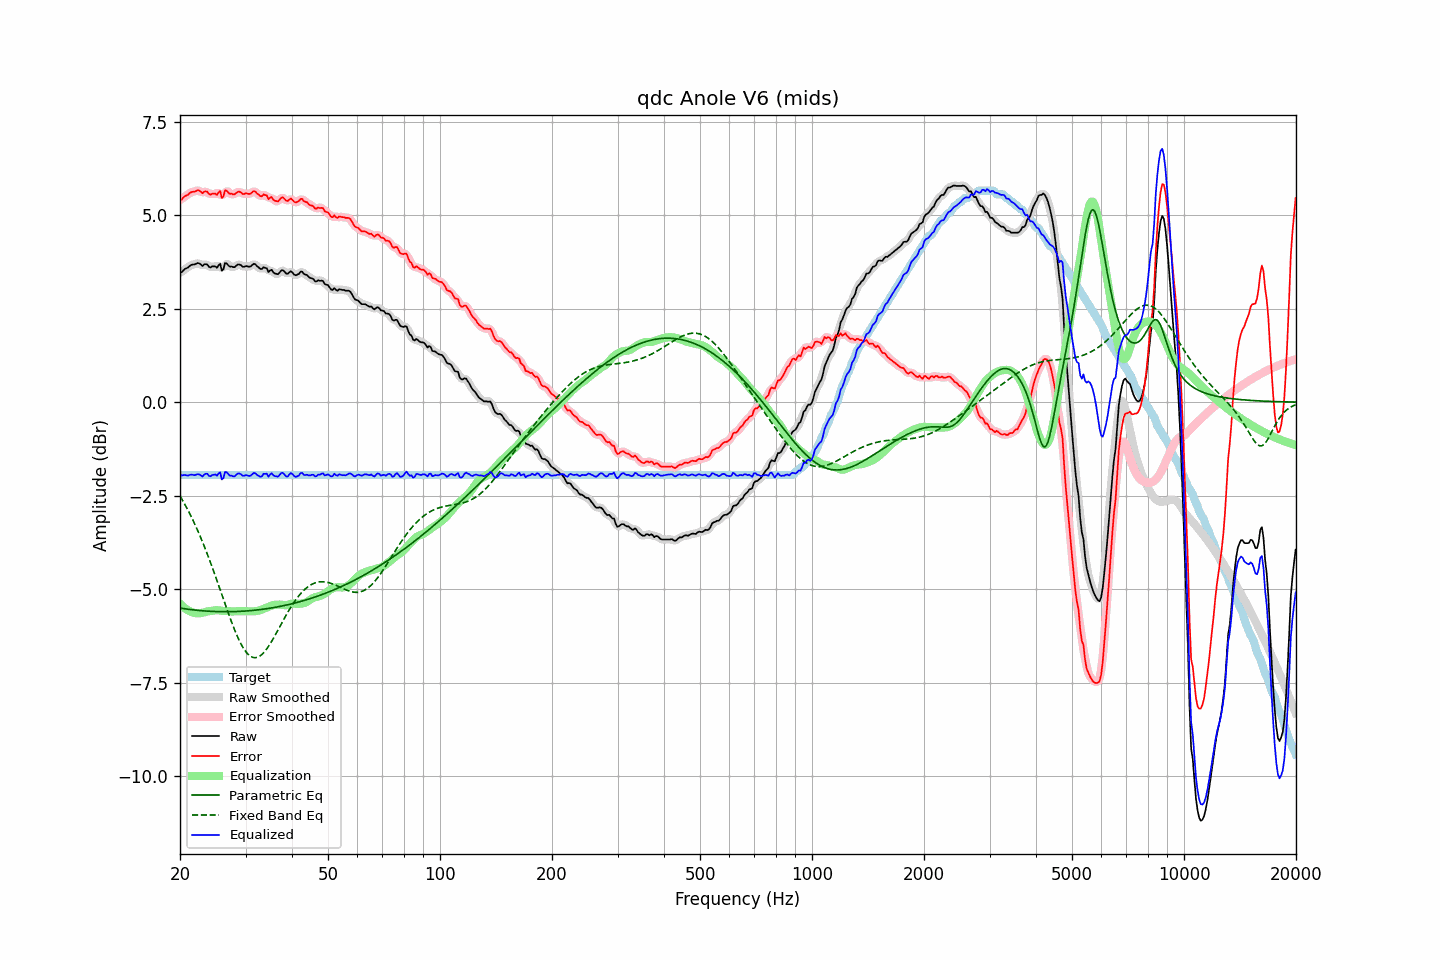 qdc Anole V6 (mids)
7.5
5.0
2.5
0.0
−2.5
−5.0
−7.5
−10.0
Amplitude (dBr)
Target
Raw Smoothed
Error Smoothed
Raw
Error
Equalization
Parametric Eq
Fixed Band Eq
Equalized
20 50 100 200 500 1000 2000 5000 10000 20000
Frequency (Hz)